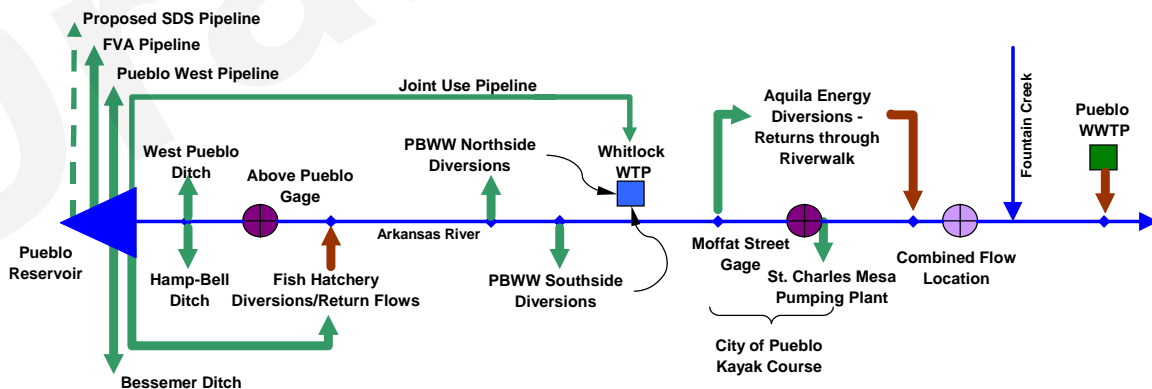 Proposed SDS Pipeline
FVA Pipeline
Pueblo West Pipeline
Joint Use Pipeline
West Pueblo
Ditch
Above Pueblo
Gage
PBWW Northside
Diversions
Whitlock
WTP
Aquila Energy
Diversions -
Returns through
Riverwalk
Fountain Creek
Pueblo
WWTP
Pueblo
Reservoir
Hamp-Bell
Ditch
Fish Hatchery
Diversions/Return Flows
Arkansas River
PBWW Southside
Diversions
Moffat Street
Gage
St. Charles Mesa
Pumping Plant
Combined Flow
Location
City of Pueblo
Kayak Course
Bessemer Ditch